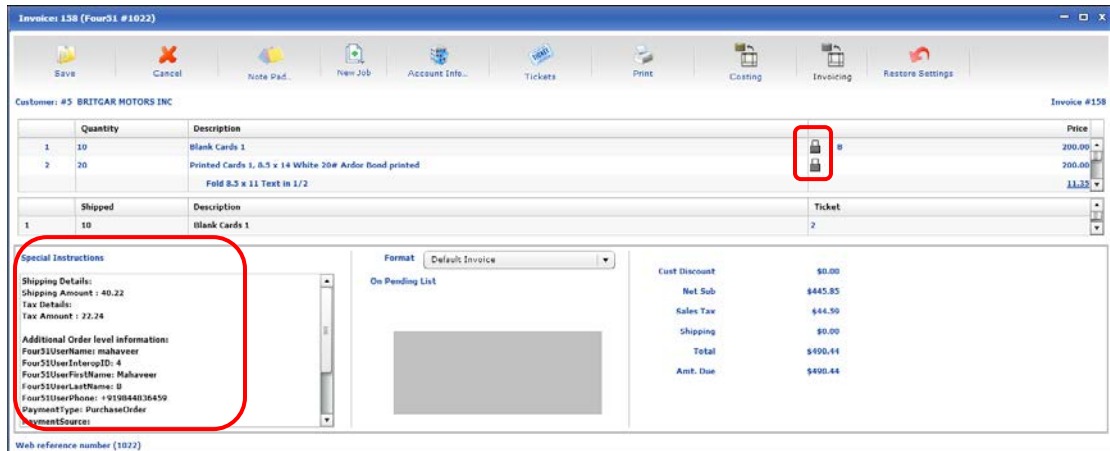 Invoice: 158 (Four51 #1022)
Save Cancel Note Pad.. New Job Account Info.. Tickets Print Costing Invoicing Restore Settings
Customer: #5 BRITGAR MOTORS INC Invoice #158
Quantity Description Price
1 10 Blank Cards 1 B 200.00
2 20 Printed Cards 1, 8.5 x 14 White 20# Ardor Bond printed 200.00
Fold 8.5 x 11 Text in 1/2 11.35
Shipped Description Ticket
1 10 Blank Cards 1 2
Special Instructions
Shipping Details:
Shipping Amount : 40.22
Tax Details:
Tax Amount : 22.24
Additional Order level information:
Four51UserName: mahaveer
Four51UserInteropID: 4
Four51UserFirstName: Mahaveer
Four51UserLastName: B
Four51UserPhone: +919844836459
PaymentType: PurchaseOrder
PaymentSource:
Format Default Invoice
On Pending List
Cust Discount $0.00
Net Sub $445.85
Sales Tax $44.59
Shipping $0.00
Total $490.44
Amt. Due $490.44
Web reference number (1022)